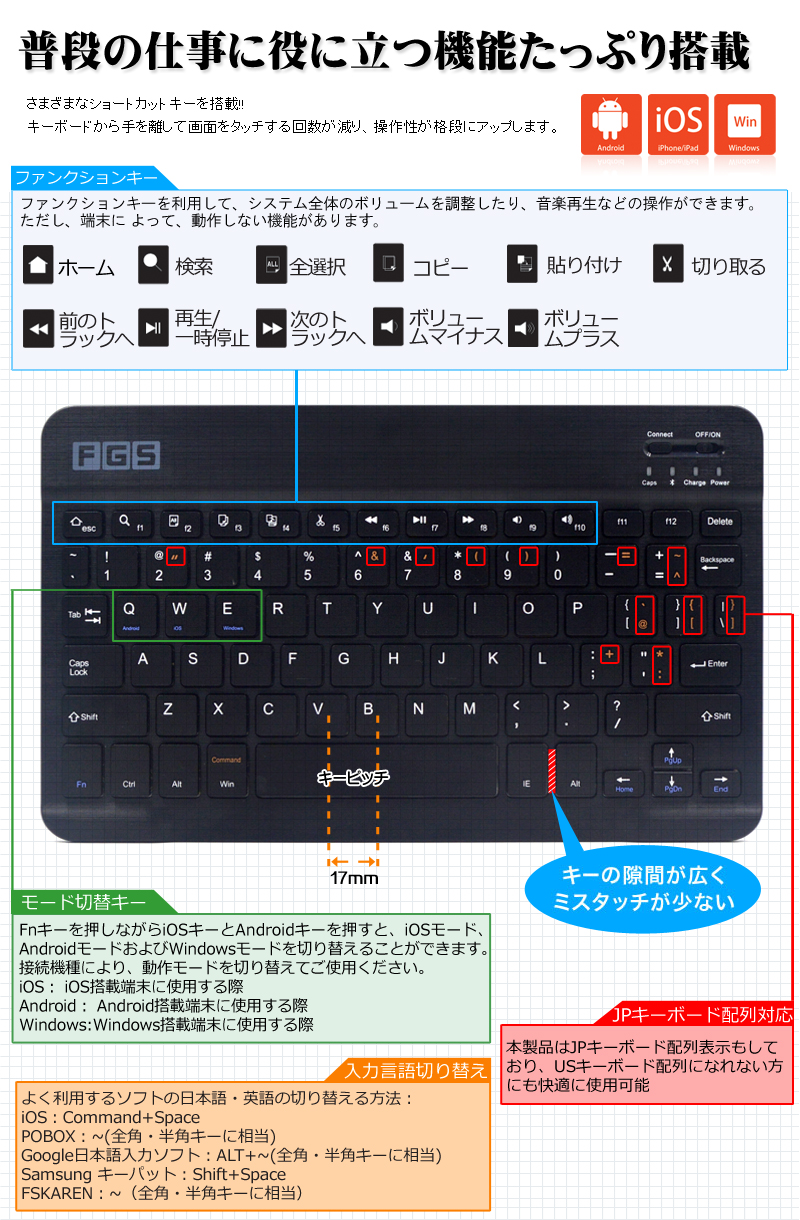 普段の仕事に役に立つ機能たっぷり搭載
さまざまなショートカットキーを搭載!!
キーボードから手を離して画面をタッチする回数が減り、操作性が格段にアップします。
Android
iOS
iPhone/iPad
Win
Windows
ファンクションキー
ファンクションキーを利用して、システム全体のボリュームを調整したり、音楽再生などの操作ができます。
ただし、端末に よって、動作しない機能があります。
ホーム
検索
ALL
全選択
コピー
貼り付け
切り取る
前のト
ラックへ
再生/
一時停止
次のト
ラックへ
ボリュー
ムマイナス
ボリュー
ムプラス
FGS
Connect OFF/ON
Caps Charge Power
esc f1 f2 f3 f4 f5 f6 f7 f8 f9 f10 f11 f12 Delete
~ ! @ 〃 # $ % ^ & & ′ * ( ( ) ) — = + ~ Backspace
` 1 2 3 4 5 6 7 8 9 0 - = ^
Tab Q W E R T Y U I O P { ` } { | }
Android iOS Windows [ @ ] [ \ ]
Caps
Lock
A S D F G H J K L : + " * Enter
; ' :
Shift Z X C V B N M < > ? Shift
, . /
Fn Ctrl Alt Command Win IE Alt Home PgUp PgDn End
キーピッチ
17mm
キーの隙間が広く
ミスタッチが少ない
モード切替キー
Fnキーを押しながらiOSキーとAndroidキーを押すと、iOSモード、
AndroidモードおよびWindowsモードを切り替えることができます。
接続機種により、動作モードを切り替えてご使用ください。
iOS： iOS搭載端末に使用する際
Android： Android搭載端末に使用する際
Windows:Windows搭載端末に使用する際
JPキーボード配列対応
本製品はJPキーボード配列表示もして
おり、USキーボード配列になれない方
にも快適に使用可能
入力言語切り替え
よく利用するソフトの日本語・英語の切り替える方法：
iOS：Command+Space
POBOX：~(全角・半角キーに相当)
Google日本語入力ソフト：ALT+~(全角・半角キーに相当)
Samsung キーパット：Shift+Space
FSKAREN：~（全角・半角キーに相当）